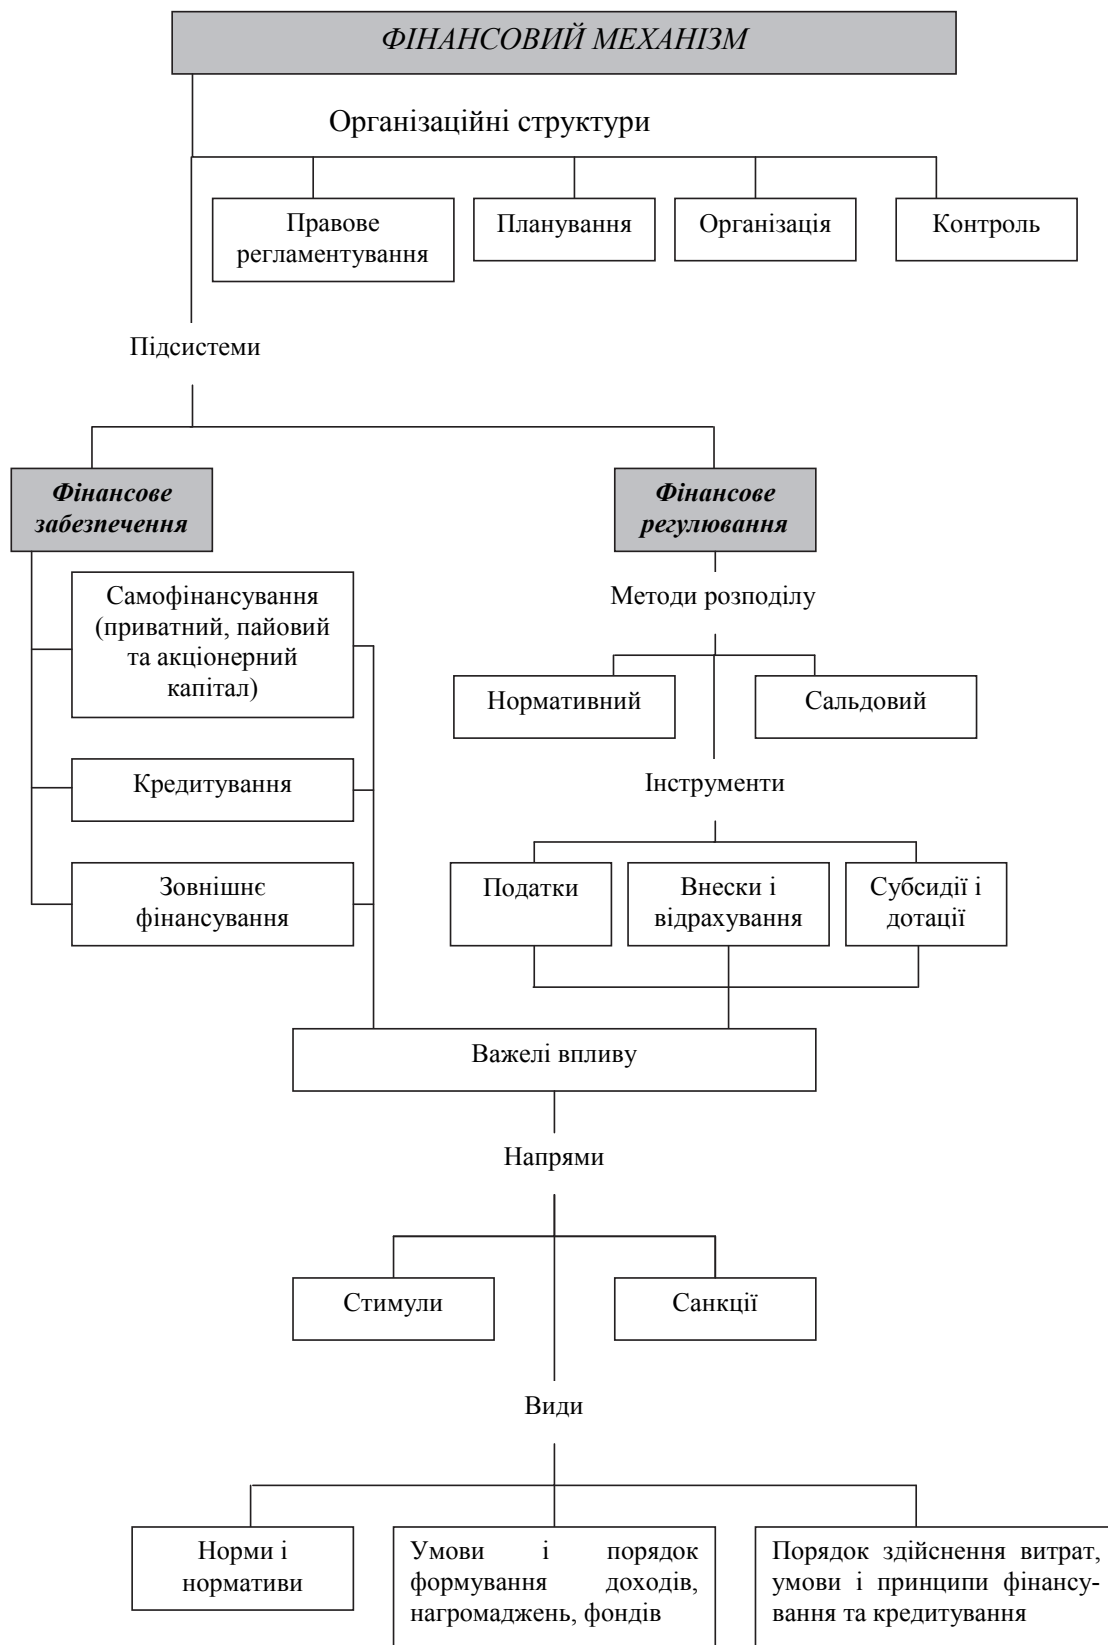 ФІНАНСОВИЙ МЕХАНІЗМ
Організаційні структури
Правове
регламентування
Планування
Організація
Контроль
Підсистеми
Фінансове
забезпечення
Фінансове
регулювання
Самофінансування
(приватний, пайовий
та акціонерний
капітал)
Кредитування
Зовнішнє
фінансування
Методи розподілу
Нормативний
Сальдовий
Інструменти
Податки
Внески і
відрахування
Субсидії і
дотації
Важелі впливу
Напрями
Стимули
Санкції
Види
Норми і
нормативи
Умови і порядок
формування доходів,
нагромаджень, фондів
Порядок здійснення витрат,
умови і принципи фінансу-
вання та кредитування